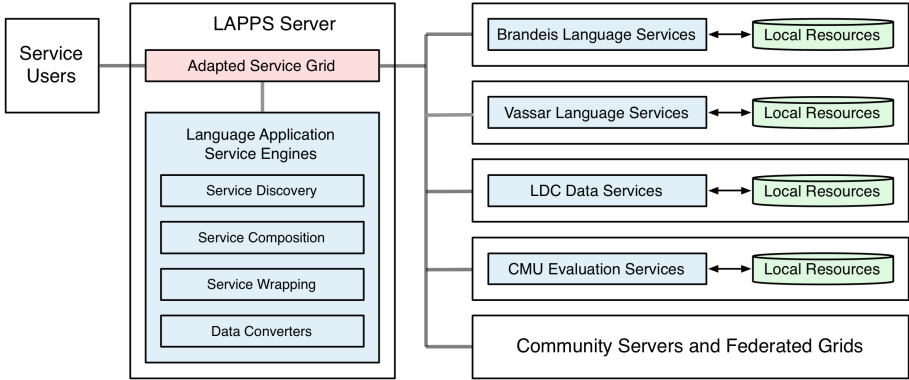 Service
Users
LAPPS Server
Adapted Service Grid
Language Application
Service Engines
Service Discovery
Service Composition
Service Wrapping
Data Converters
Brandeis Language Services
Local Resources
Vassar Language Services
Local Resources
LDC Data Services
Local Resources
CMU Evaluation Services
Local Resources
Community Servers and Federated Grids